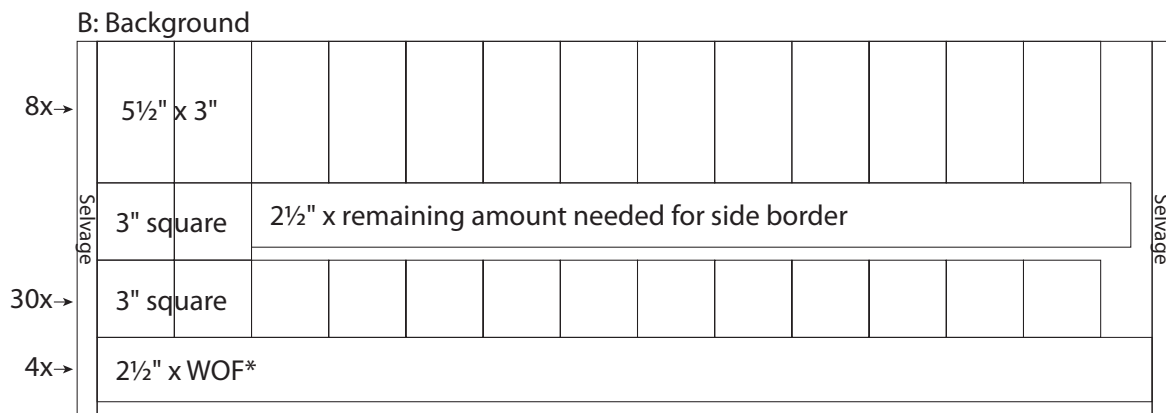 B: Background
8x→
5½" x 3"
Selvage
3" square
2½" x remaining amount needed for side border
Selvage
30x→
3" square
4x→
2½" x WOF*